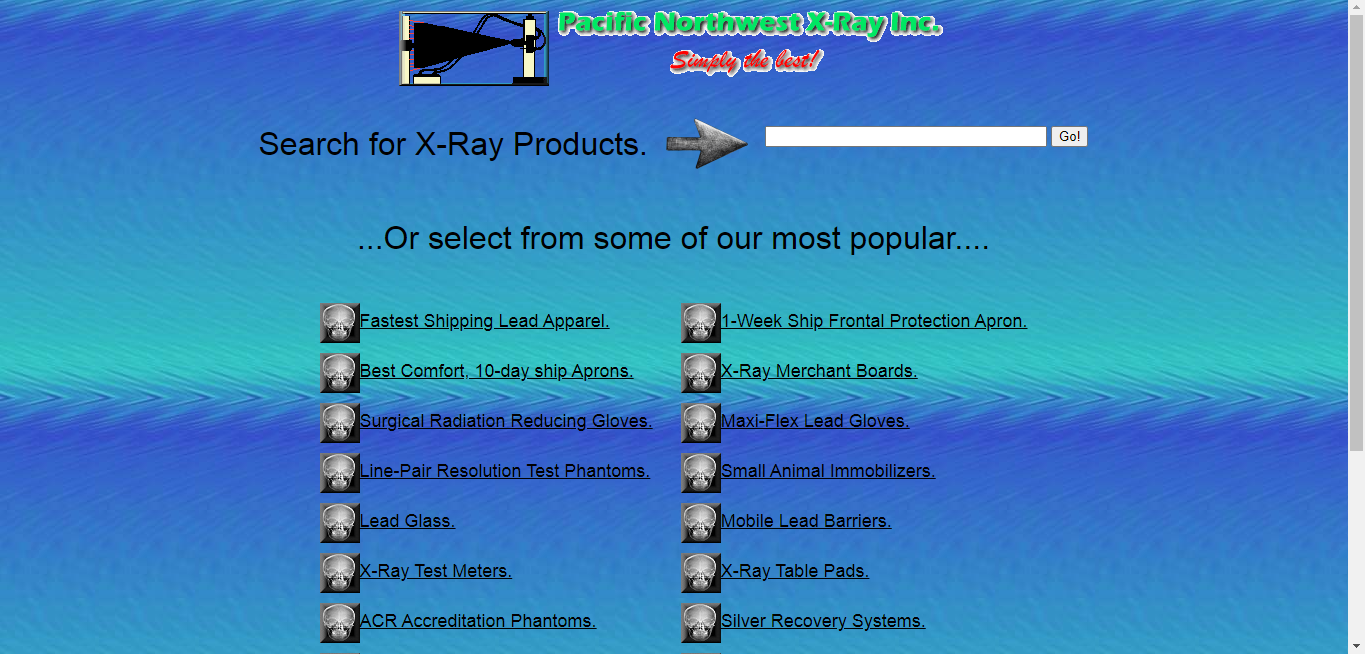 Pacific Northwest X-Ray Inc.
Simply the best!
Search for X-Ray Products.
Go!
...Or select from some of our most popular....
Fastest Shipping Lead Apparel.
1-Week Ship Frontal Protection Apron.
Best Comfort, 10-day ship Aprons.
X-Ray Merchant Boards.
Surgical Radiation Reducing Gloves.
Maxi-Flex Lead Gloves.
Line-Pair Resolution Test Phantoms.
Small Animal Immobilizers.
Lead Glass.
Mobile Lead Barriers.
X-Ray Test Meters.
X-Ray Table Pads.
ACR Accreditation Phantoms.
Silver Recovery Systems.